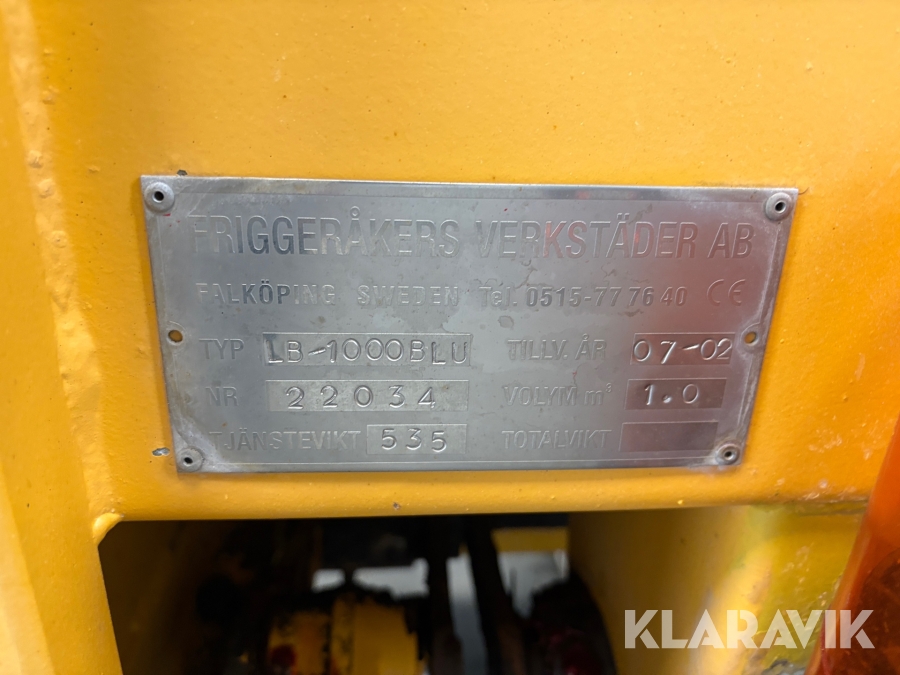 FRIGGERÅKERS VERKSTÄDER AB
FALKÖPING SWEDEN Tel. 0515-77 76 40 CE
TYP LB-1000BLU TILLV. ÅR 07-02
NR 22034 VOLYM m³ 1.0
TJÄNSTEVIKT 535 TOTALVIKT
KLARAVIK